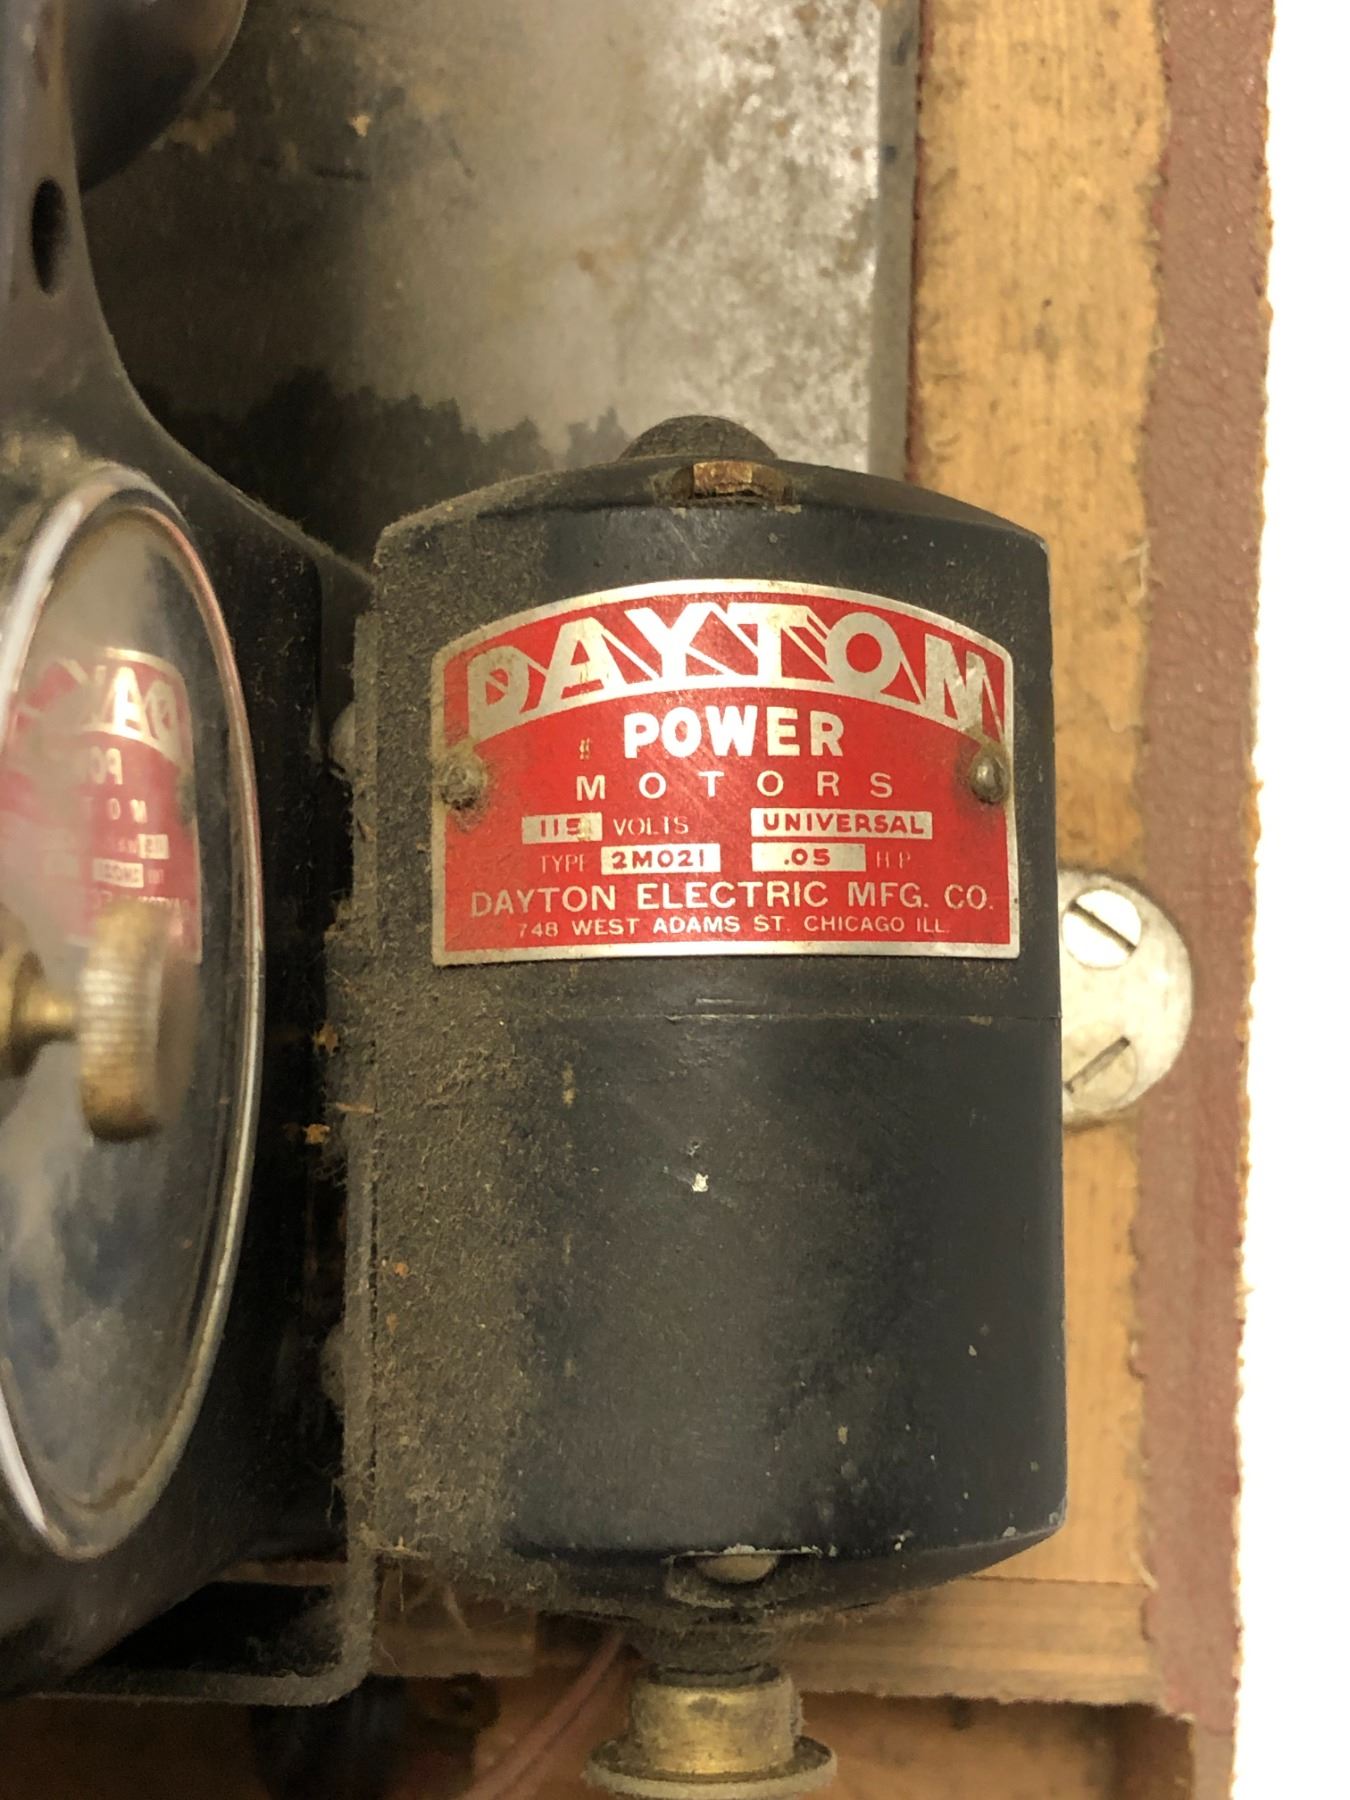 DAYTON
POWER
MOTORS
115 VOLTS UNIVERSAL
TYPE 2M021 .05 H P
DAYTON ELECTRIC MFG. CO.
748 WEST ADAMS ST. CHICAGO ILL.